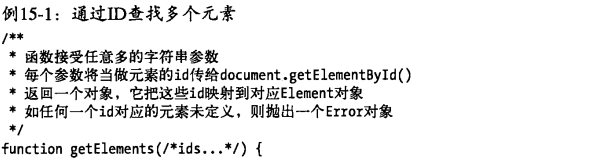 例15-1：通过ID查找多个元素
/**
 * 函数接受任意多的字符串参数
 * 每个参数将当做元素的id传给document.getElementById()
 * 返回一个对象，它把这些id映射到对应Element对象
 * 如任何一个id对应的元素未定义，则抛出一个Error对象
 */
function getElements(/*ids...*/) {